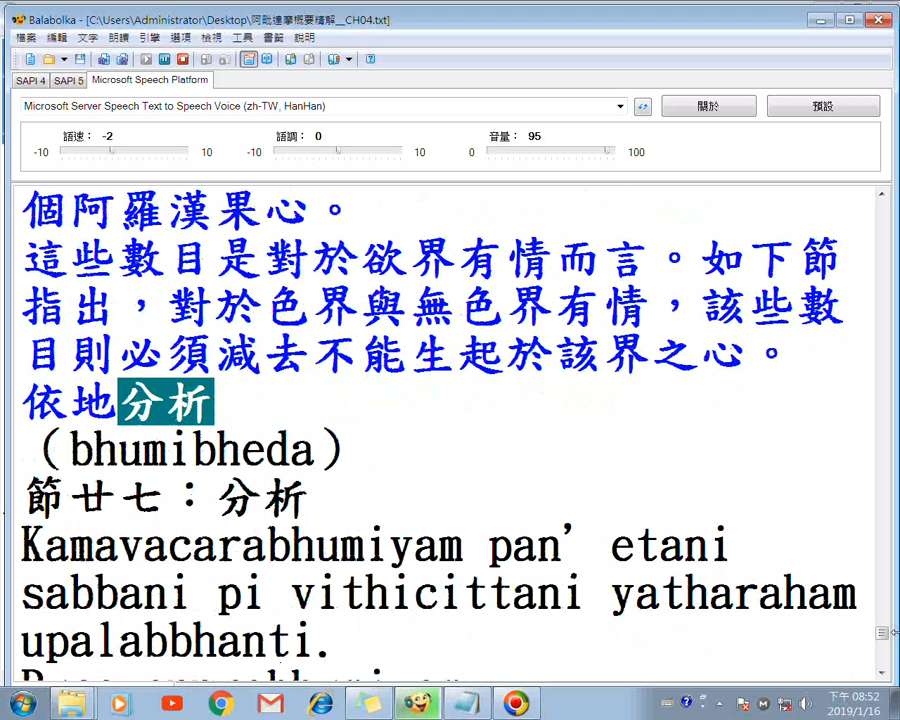 Balabolka - [C:\Users\Administrator\Desktop\阿毗達摩概要精解__CH04.txt]
檔案 編輯 文字 朗讀 引擎 選項 檢視 工具 書籤 說明
SAPI 4 SAPI 5 Microsoft Speech Platform
Microsoft Server Speech Text to Speech Voice (zh-TW, HanHan) 關於 預設
語速： -2 語調： 0 音量： 95
-10 10 -10 10 0 100
個阿羅漢果心。
這些數目是對於欲界有情而言。如下節
指出，對於色界與無色界有情，該些數
目則必須減去不能生起於該界之心。
依地分析
（bhumibheda）
節廿七：分析
Kamavacarabhumiyam pan’ etani
sabbani pi vithicittani yatharaham
upalabbhanti.
下午 08:52
2019/1/16